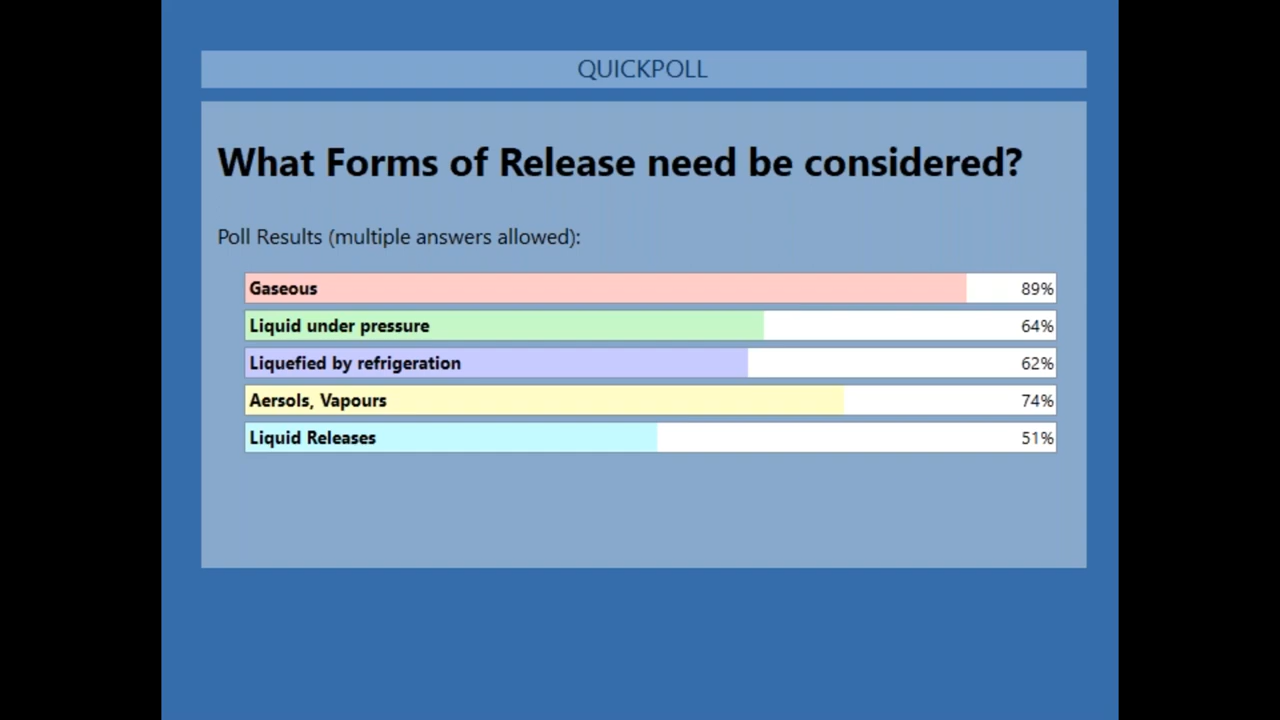 QUICKPOLL
What Forms of Release need be considered?
Poll Results (multiple answers allowed):
Gaseous 89%
Liquid under pressure 64%
Liquefied by refrigeration 62%
Aersols, Vapours 74%
Liquid Releases 51%